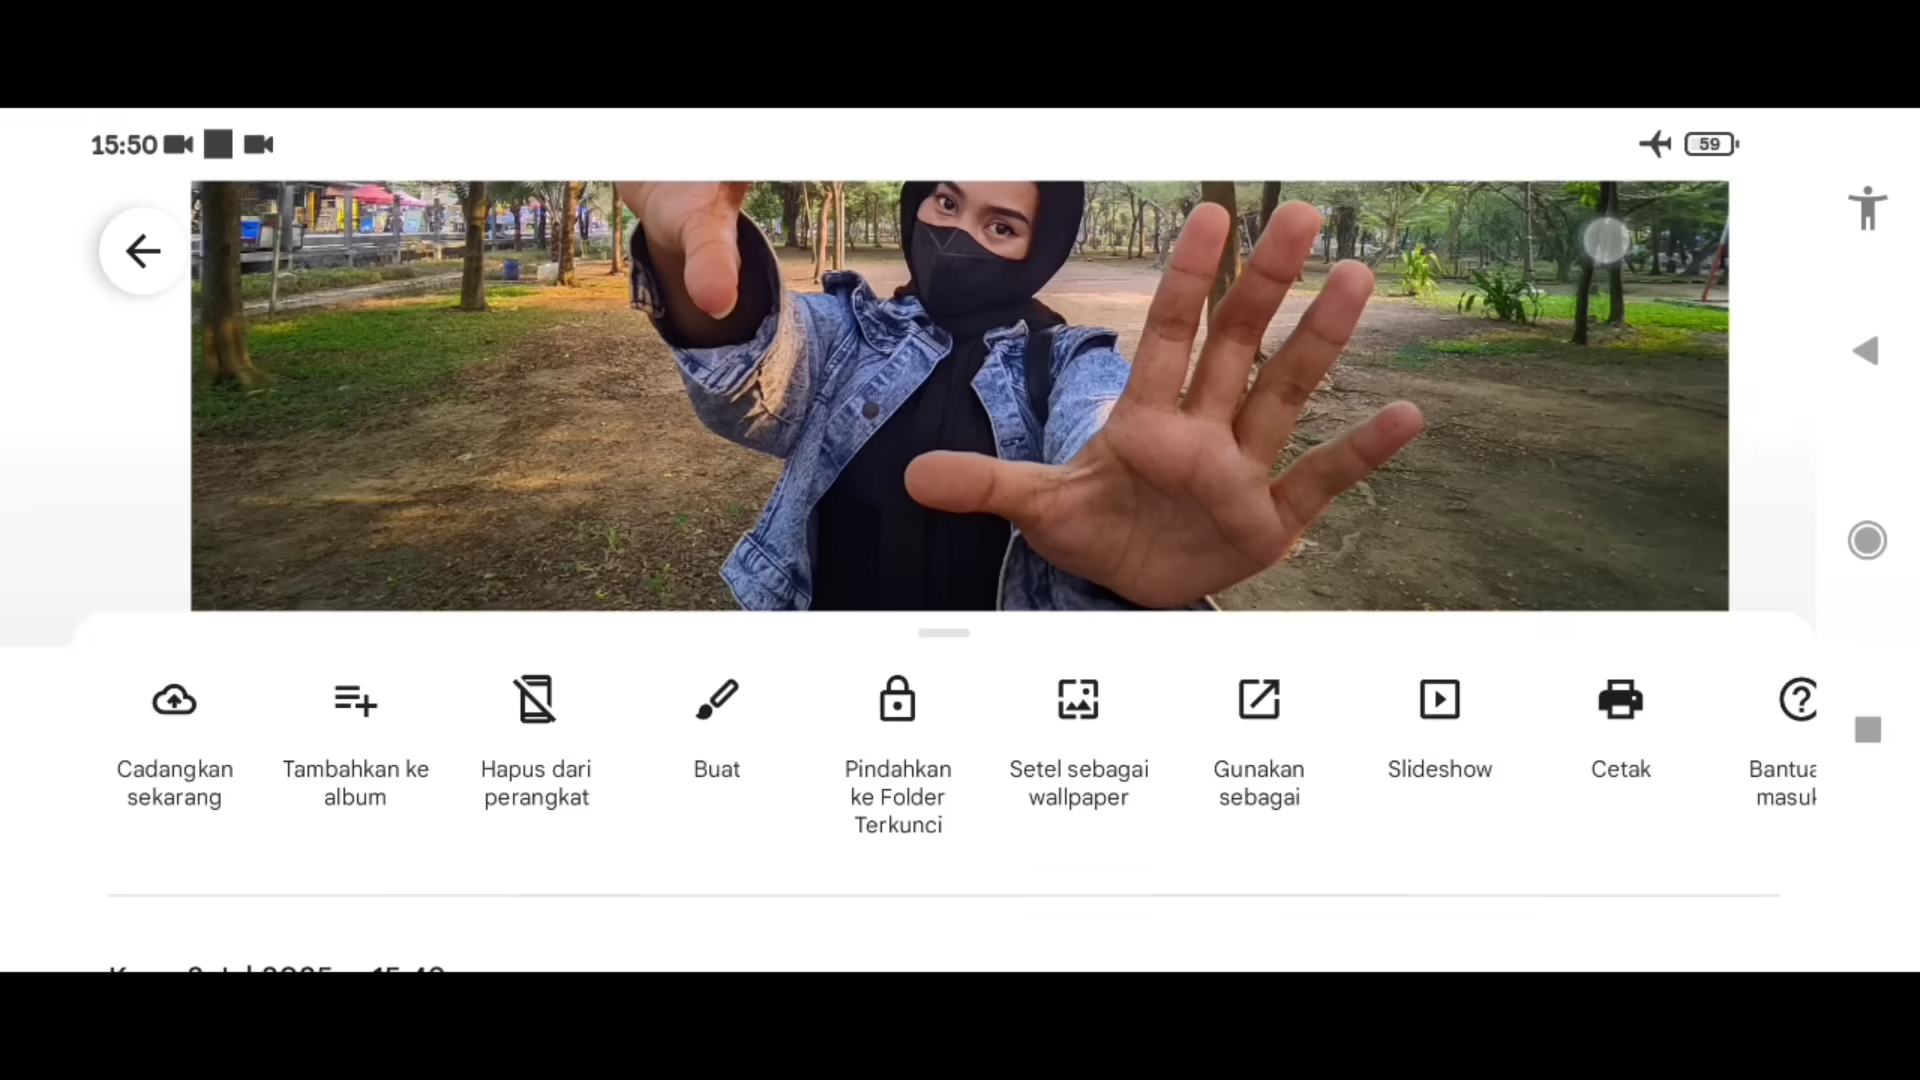 15:50
59
Cadangkan
sekarang
Tambahkan ke
album
Hapus dari
perangkat
Buat
Pindahkan
ke Folder
Terkunci
Setel sebagai
wallpaper
Gunakan
sebagai
Slideshow
Cetak